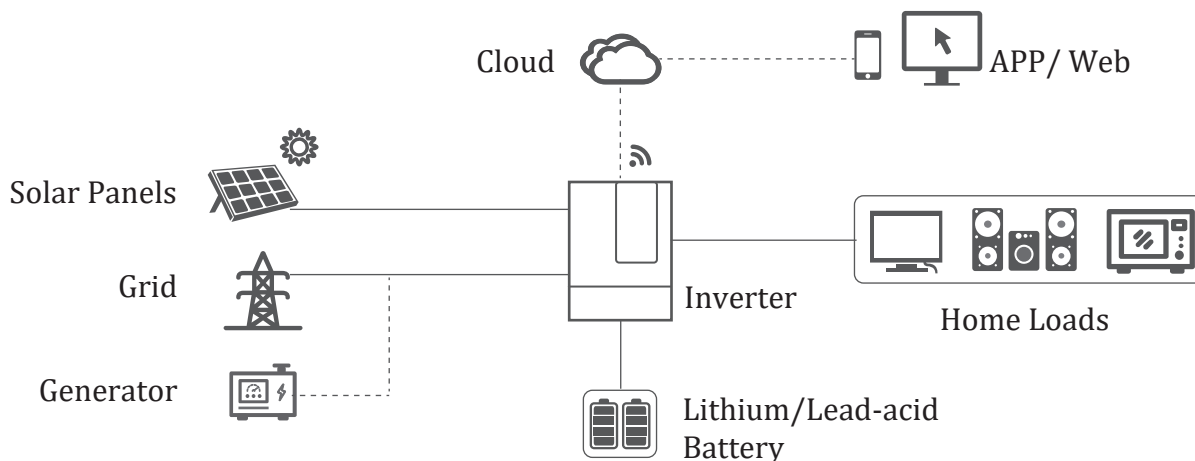 Cloud
APP/ Web
Solar Panels
Grid
Inverter
Home Loads
Generator
Lithium/Lead-acid
Battery